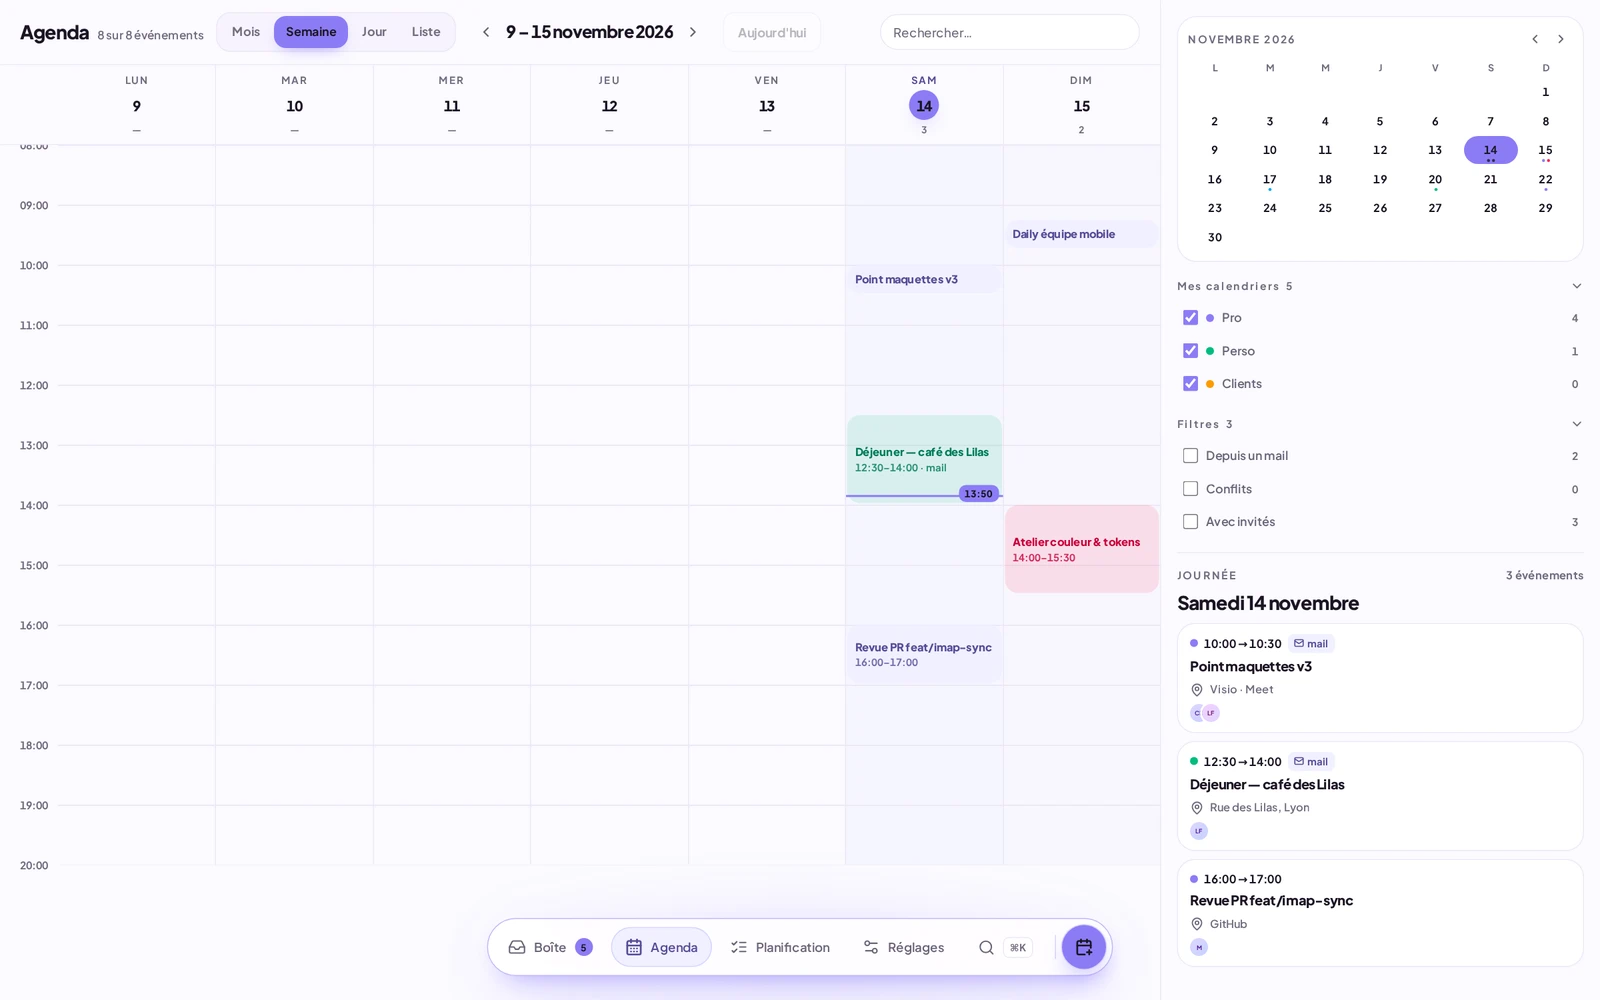 Agenda 8 sur 8 événements
Mois Semaine Jour Liste
9 – 15 novembre 2026
Aujourd'hui
Rechercher…
LUN MAR MER JEU VEN SAM DIM
9 10 11 12 13 14 15
— — — — — 3 2
08:00
09:00
Daily équipe mobile
10:00
Point maquettes v3
11:00
12:00
13:00
Déjeuner — café des Lilas
12:30–14:00 · mail
13:50
14:00
Atelier couleur & tokens
14:00–15:30
15:00
16:00
Revue PR feat/imap-sync
16:00–17:00
17:00
18:00
19:00
20:00
NOVEMBRE 2026
L M M J V S D
1
2 3 4 5 6 7 8
9 10 11 12 13 14 15
16 17 18 19 20 21 22
23 24 25 26 27 28 29
30
Mes calendriers 5
Pro 4
Perso 1
Clients 0
Filtres 3
Depuis un mail 2
Conflits 0
Avec invités 3
JOURNÉE 3 événements
Samedi 14 novembre
10:00→10:30 mail
Point maquettes v3
Visio · Meet
LF
12:30→14:00 mail
Déjeuner — café des Lilas
Rue des Lilas, Lyon
LF
16:00→17:00
Revue PR feat/imap-sync
GitHub
M
Boîte 5
Agenda
Planification
Réglages
⌘K